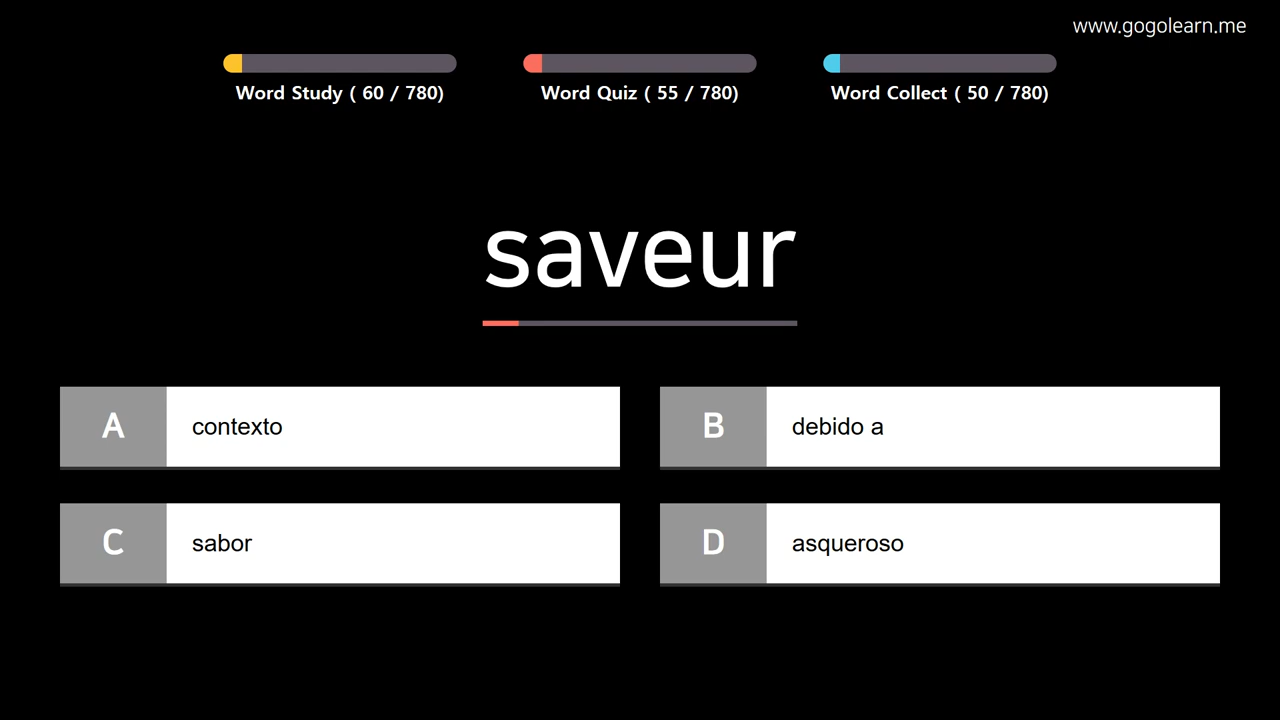 www.gogolearn.me
Word Study ( 60 / 780)
Word Quiz ( 55 / 780)
Word Collect ( 50 / 780)
saveur
A contexto
B debido a
C sabor
D asqueroso